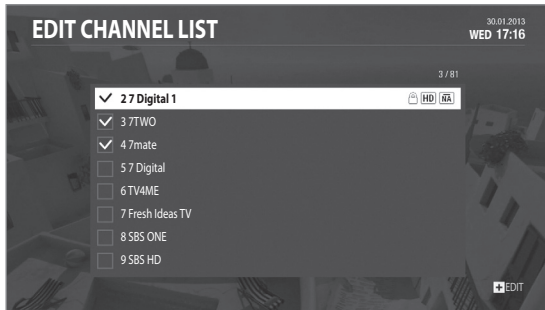 EDIT CHANNEL LIST
30.01.2013
WED 17:16
3 / 81
2 7 Digital 1 HD NA
3 7TWO
4 7mate
5 7 Digital
6 TV4ME
7 Fresh Ideas TV
8 SBS ONE
9 SBS HD
+ EDIT